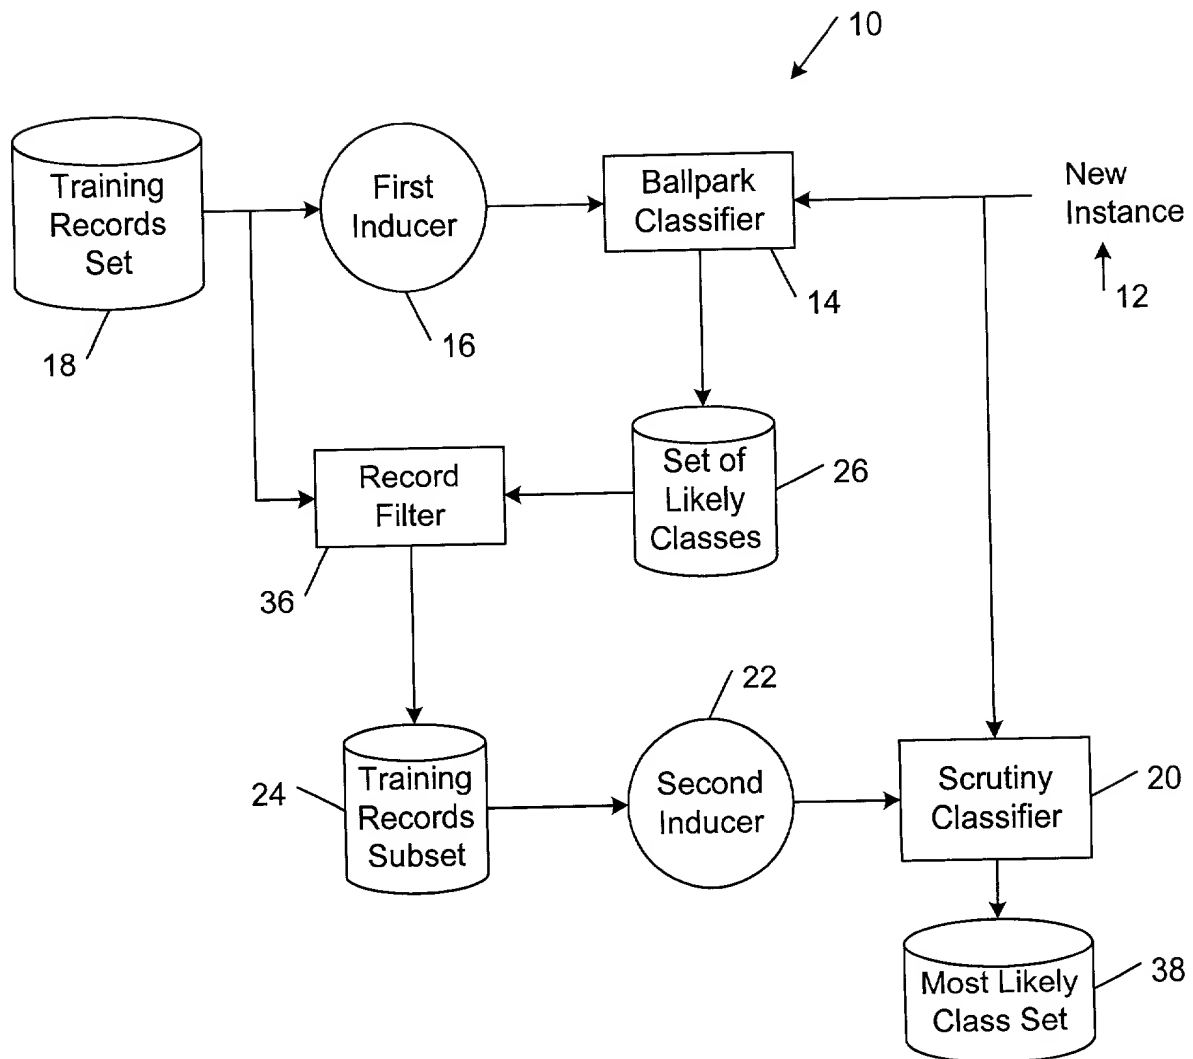 10
Training
Records
Set
First
Inducer
Ballpark
Classifier
New
Instance
18
16
14
12
Record
Filter
Set of
Likely
Classes
26
36
22
24
Training
Records
Subset
Second
Inducer
Scrutiny
Classifier
20
Most Likely
Class Set
38